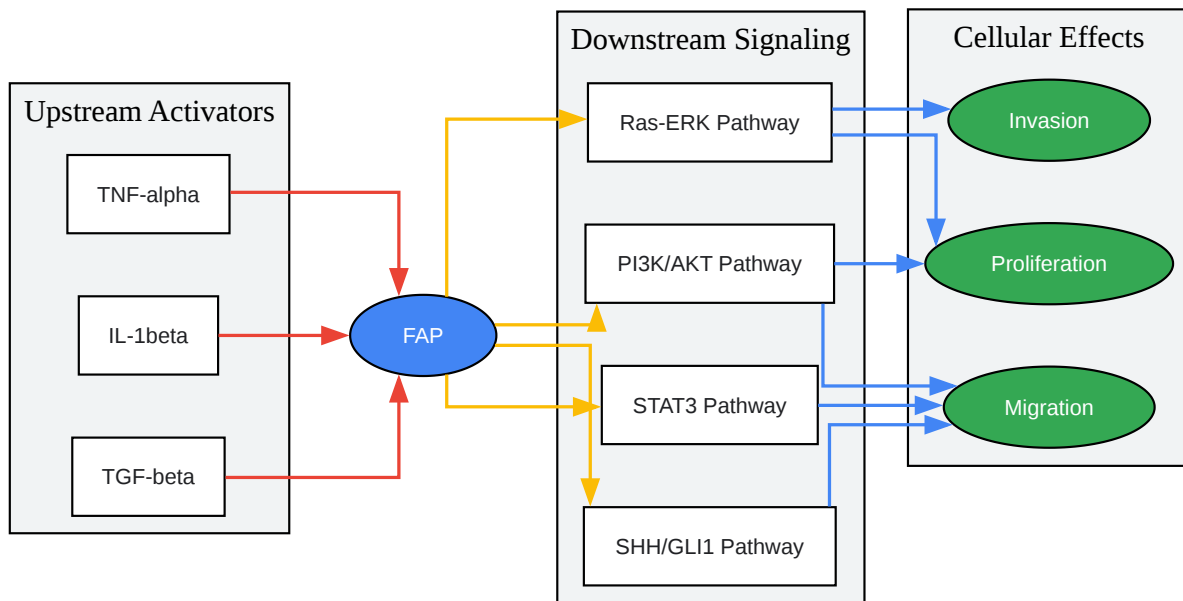 Upstream Activators
TNF-alpha
IL-1beta
TGF-beta
FAP
Downstream Signaling
Ras-ERK Pathway
PI3K/AKT Pathway
STAT3 Pathway
SHH/GLI1 Pathway
Cellular Effects
Invasion
Proliferation
Migration